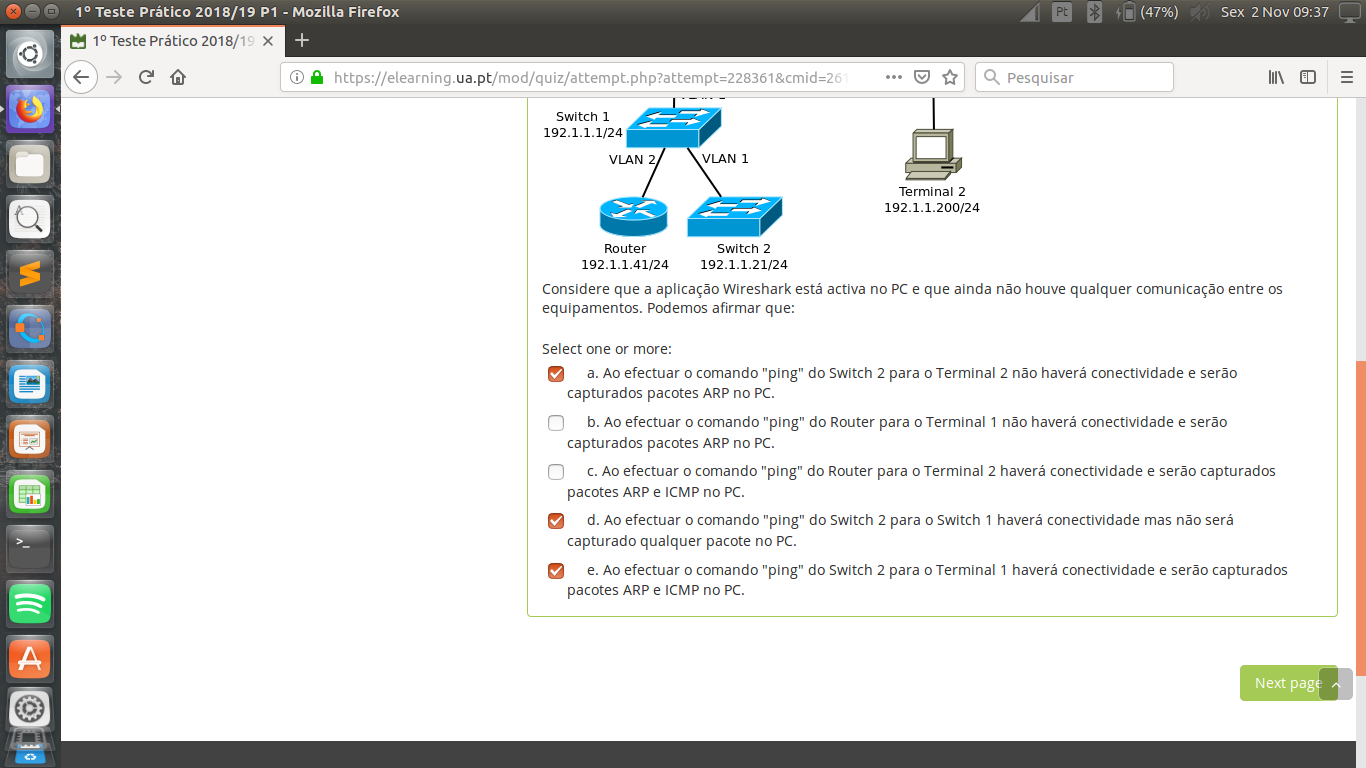 1º Teste Prático 2018/19 P1 - Mozilla Firefox
Pt
(47%)
Sex 2 Nov 09:37
1º Teste Prático 2018/19
https://elearning.ua.pt/mod/quiz/attempt.php?attempt=228361&cmid=261
Pesquisar
Switch 1
192.1.1.1/24
VLAN 2
VLAN 1
Terminal 2
192.1.1.200/24
Router
192.1.1.41/24
Switch 2
192.1.1.21/24
Considere que a aplicação Wireshark está activa no PC e que ainda não houve qualquer comunicação entre os
equipamentos. Podemos afirmar que:
Select one or more:
a. Ao efectuar o comando "ping" do Switch 2 para o Terminal 2 não haverá conectividade e serão
capturados pacotes ARP no PC.
b. Ao efectuar o comando "ping" do Router para o Terminal 1 não haverá conectividade e serão
capturados pacotes ARP no PC.
c. Ao efectuar o comando "ping" do Router para o Terminal 2 haverá conectividade e serão capturados
pacotes ARP e ICMP no PC.
d. Ao efectuar o comando "ping" do Switch 2 para o Switch 1 haverá conectividade mas não será
capturado qualquer pacote no PC.
e. Ao efectuar o comando "ping" do Switch 2 para o Terminal 1 haverá conectividade e serão capturados
pacotes ARP e ICMP no PC.
Next page